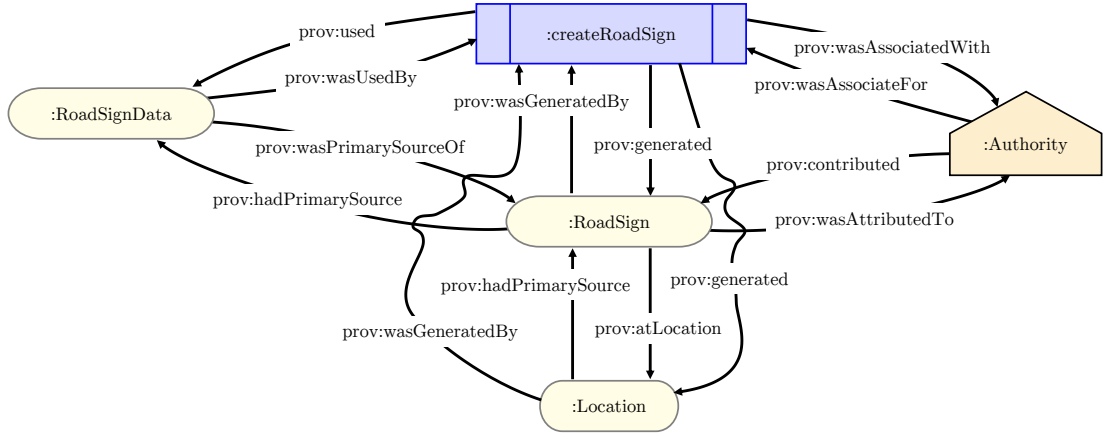 prov:used
:createRoadSign
prov:wasAssociatedWith
prov:wasUsedBy
prov:wasAssociateFor
prov:wasGeneratedBy
:RoadSignData
prov:wasPrimarySourceOf
prov:generated
:Authority
prov:contributed
prov:hadPrimarySource
:RoadSign
prov:wasAttributedTo
prov:hadPrimarySource
prov:generated
prov:wasGeneratedBy
prov:atLocation
:Location